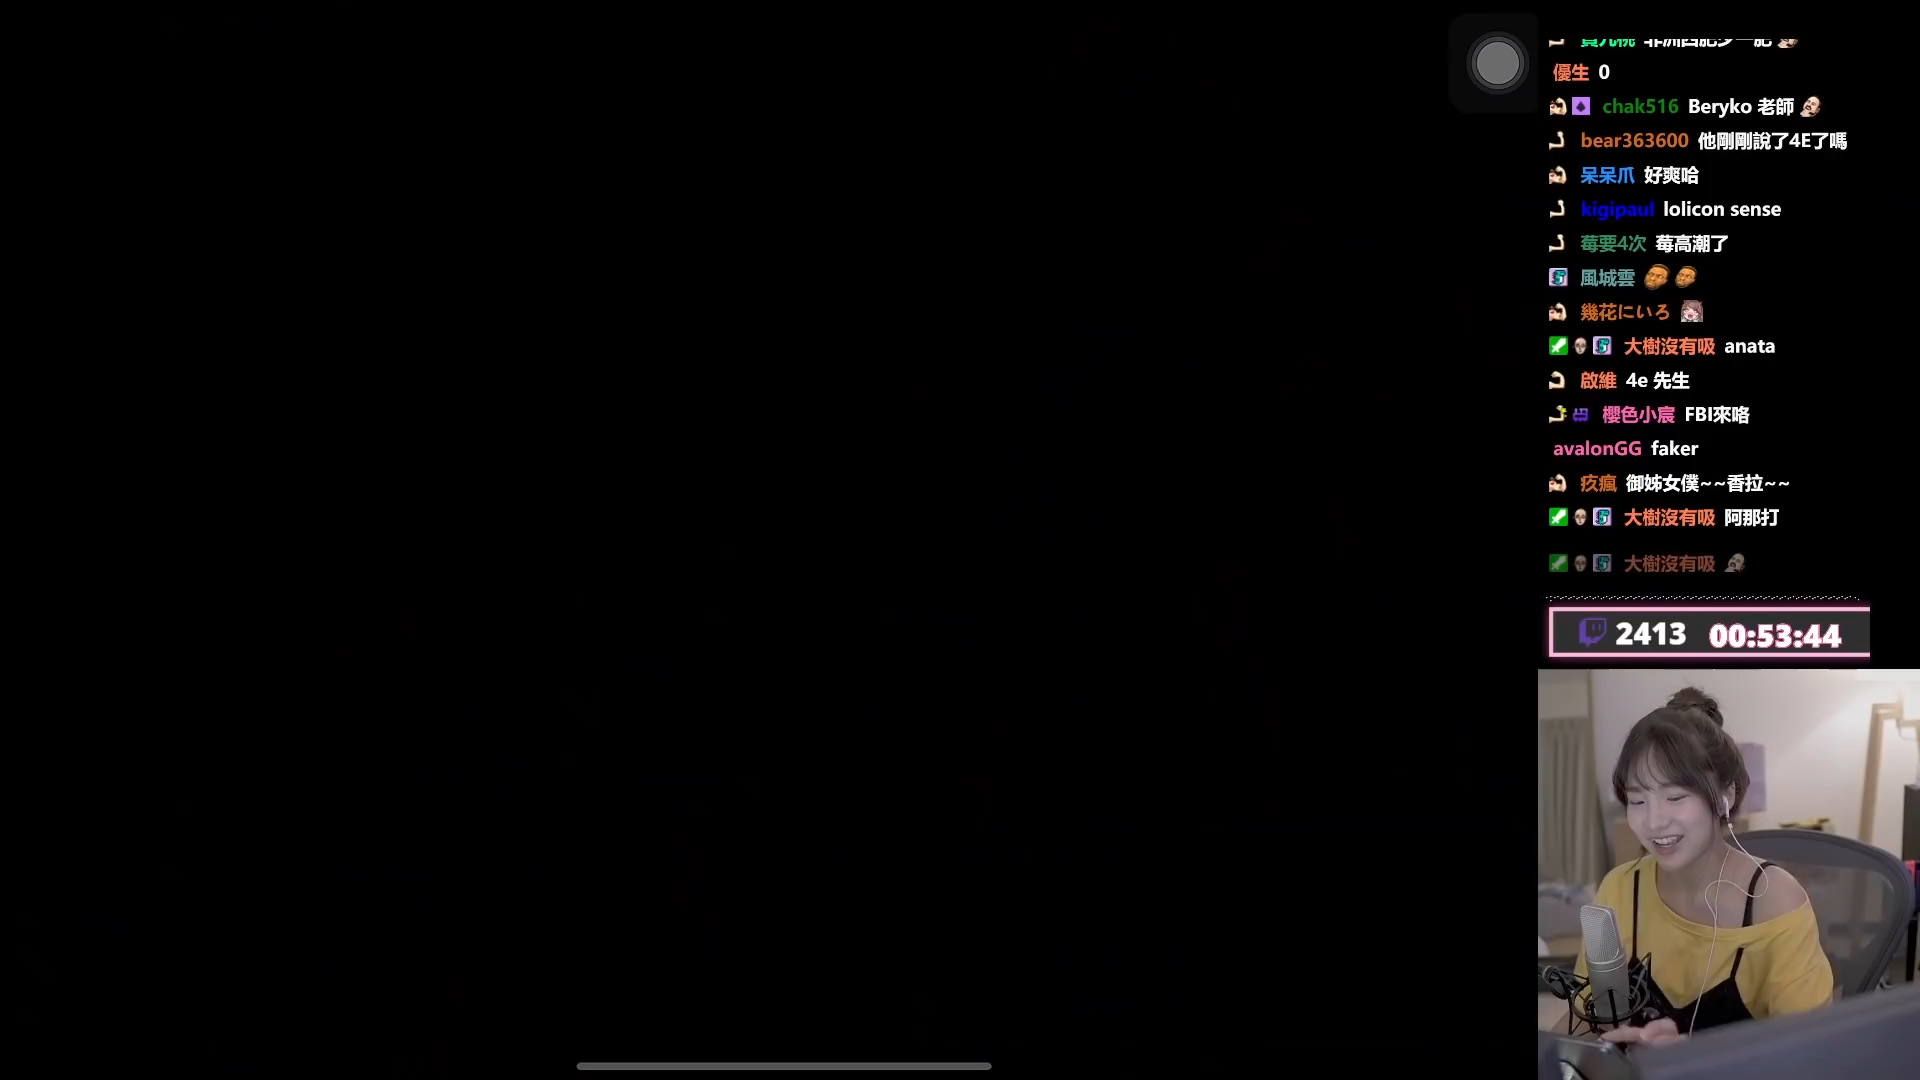 優生 0
chak516 Beryko 老師
bear363600 他剛剛說了4E了嗎
呆呆爪 好爽哈
kigipaul lolicon sense
莓要4次 莓高潮了
風城雲
幾花にいろ
大樹沒有吸 anata
啟維 4e 先生
櫻色小宸 FBI來咯
avalonGG faker
疚瘋 御姊女僕~~香拉~~
大樹沒有吸 阿那打
大樹沒有吸
2413 00:53:44